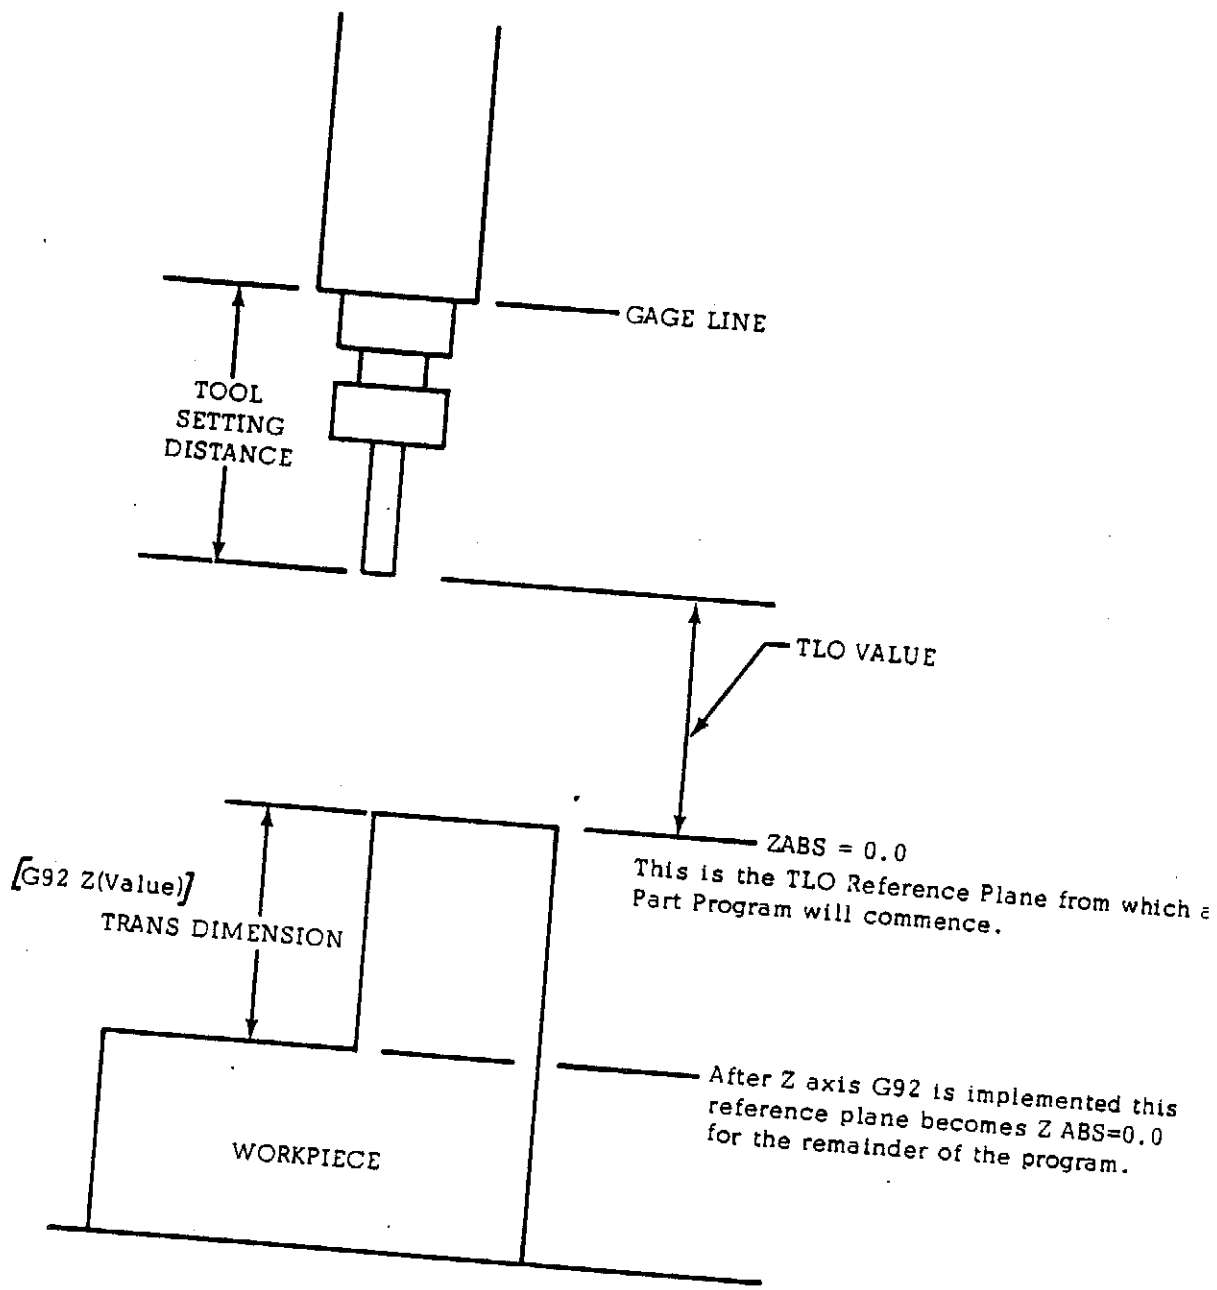 GAGE LINE
TOOL
SETTING
DISTANCE
TLO VALUE
ZABS = 0.0
This is the TLO Reference Plane from which
Part Program will commence.
[G92 Z(Value)]
TRANS DIMENSION
After Z axis G92 is implemented this
reference plane becomes Z ABS=0.0
for the remainder of the program.
WORKPIECE